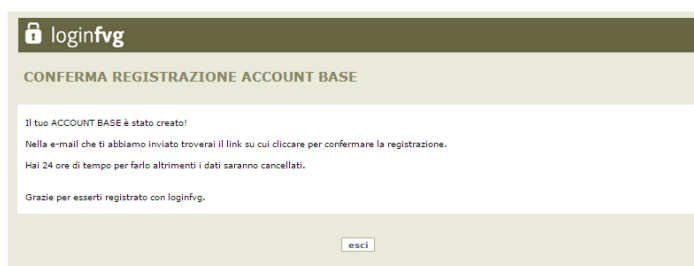 loginfvg
CONFERMA REGISTRAZIONE ACCOUNT BASE
Il tuo ACCOUNT BASE è stato creato!
Nella e-mail che ti abbiamo inviato troverai il link su cui cliccare per confermare la registrazione.
Hai 24 ore di tempo per farlo altrimenti i dati saranno cancellati.
Grazie per esserti registrato con loginfvg.
esci